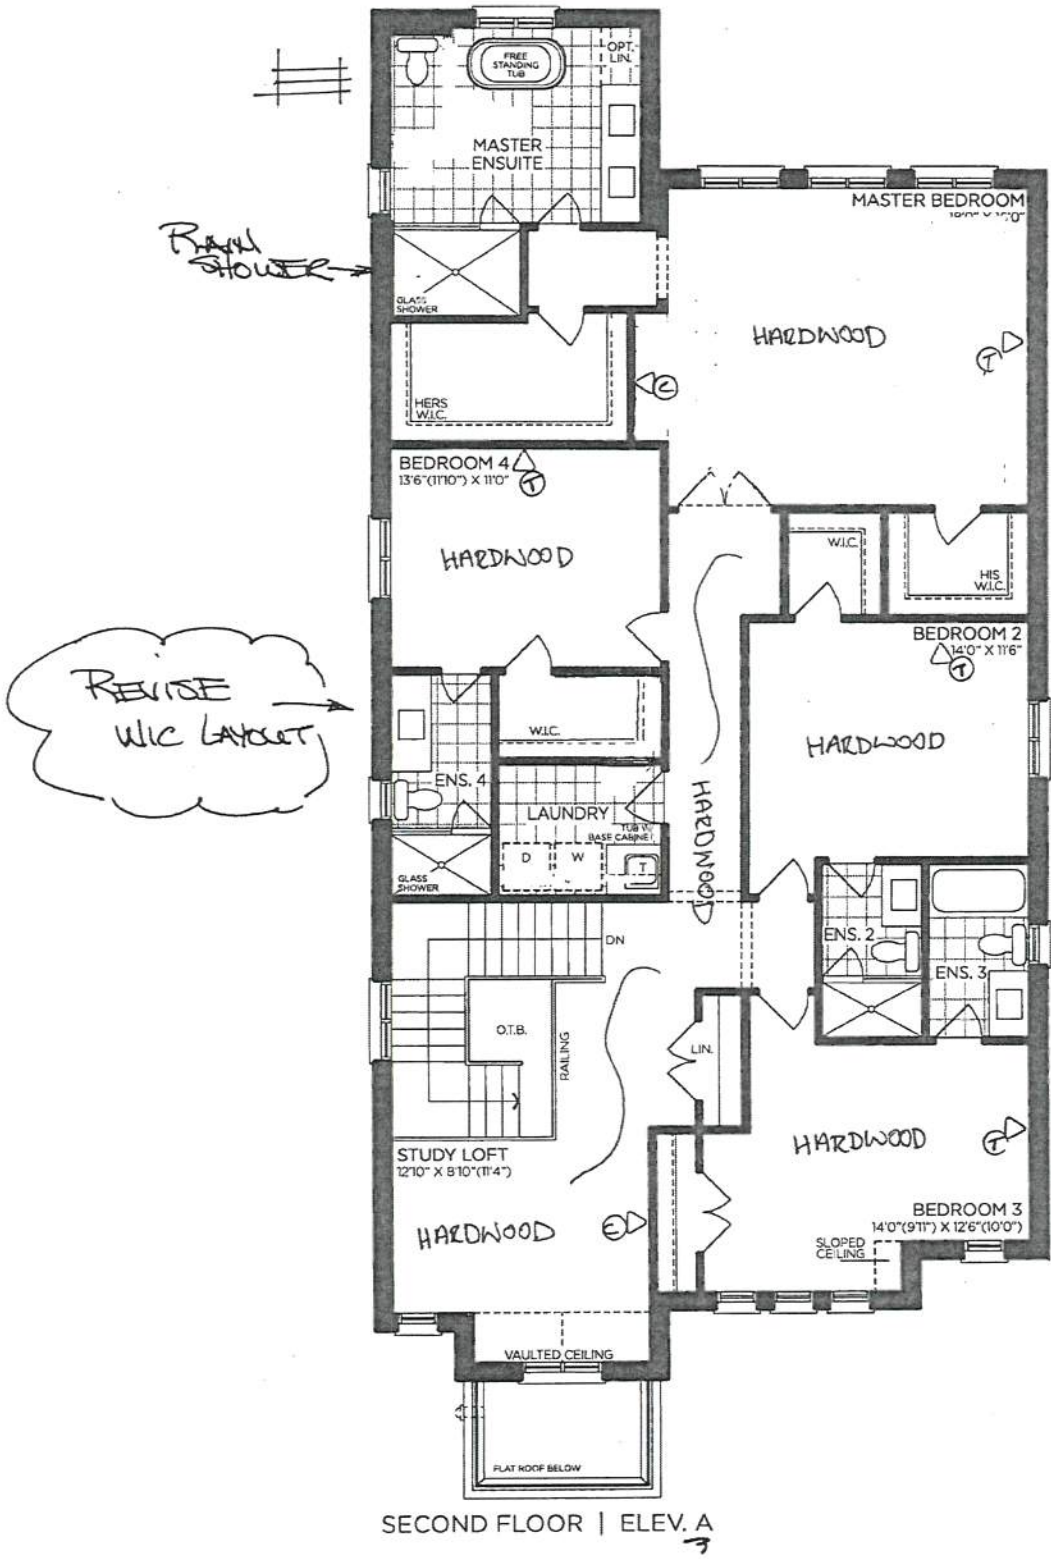 FREE
STANDING
TUB
OPT.
LIN.
MASTER
ENSUITE
MASTER BEDROOM
RAIN
SHOWER
GLASS
SHOWER
HARDWOOD
T
C
HERS
W.I.C.
BEDROOM 4
13'6"(11'10") X 11'0"
T
HARDWOOD
W.I.C.
HIS
W.I.C.
BEDROOM 2
14'0" X 11'6"
T
HARDWOOD
REVISE
WIC LAYOUT
W.I.C.
ENS. 4
LAUNDRY
TUB W/
BASE CABINET
D
W
T
GLASS
SHOWER
HARDWOOD
DN
ENS. 2
ENS. 3
O.T.B.
RAILING
LIN.
STUDY LOFT
12'10" X 8'10"(11'4")
HARDWOOD
HARDWOOD
T
BEDROOM 3
14'0"(9'11") X 12'6"(10'0")
SLOPED
CEILING
VAULTED CEILING
FLAT ROOF BELOW
SECOND FLOOR | ELEV. A